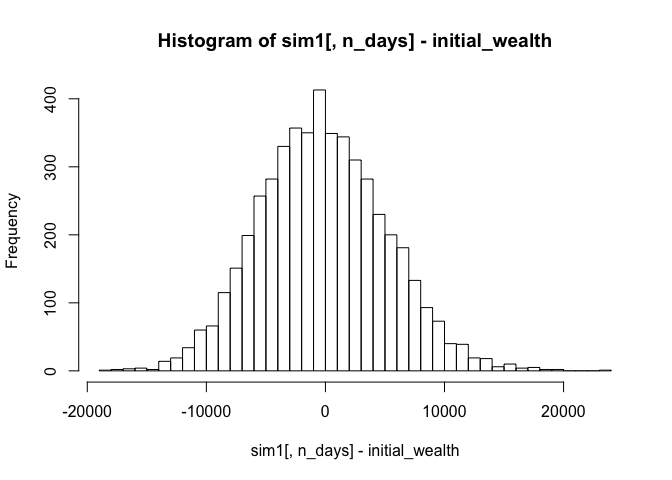 Histogram of sim1[, n_days] - initial_wealth
Frequency
400
300
200
100
0
-20000 -10000 0 10000 20000
sim1[, n_days] - initial_wealth